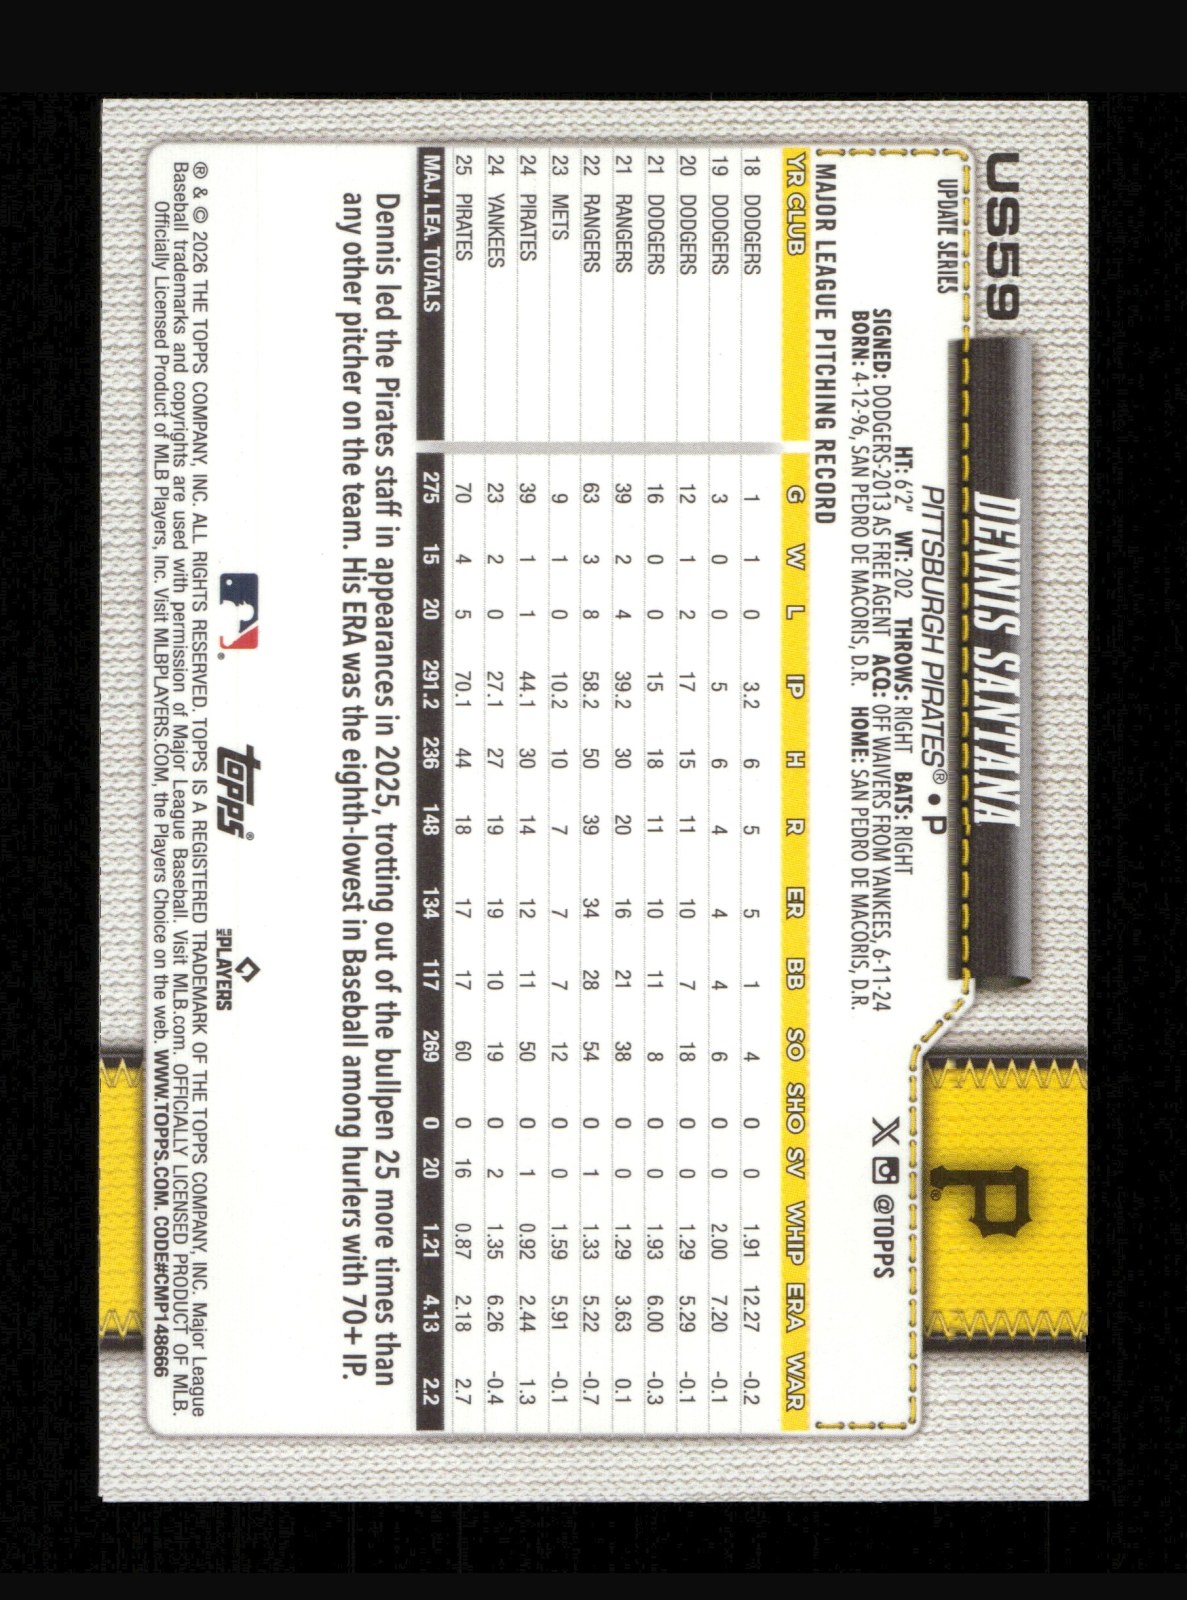 US59
DENNIS SANTANA
PITTSBURGH PIRATES® • P
UPDATE SERIES
HT: 6'2" WT: 202 THROWS: RIGHT BATS: RIGHT
SIGNED: DODGERS-2013 AS FREE AGENT ACQ: OFF WAIVERS FROM YANKEES, 6-11-24
BORN: 4-12-96, SAN PEDRO DE MACORIS, D.R. HOME: SAN PEDRO DE MACORIS, D.R.
P®
X @TOPPS
MAJOR LEAGUE PITCHING RECORD
YR CLUB G W L IP H R ER BB SO SHO SV WHIP ERA WAR
18 DODGERS 1 1 0 3.2 6 5 5 1 4 0 0 1.91 12.27 -0.2
19 DODGERS 3 0 0 5 6 4 4 4 6 0 0 2.00 7.20 -0.1
20 DODGERS 12 1 2 17 15 11 10 7 18 0 0 1.29 5.29 -0.1
21 DODGERS 16 0 0 15 18 11 10 11 8 0 0 1.93 6.00 -0.3
21 RANGERS 39 2 4 39.2 30 20 16 21 38 0 0 1.29 3.63 0.1
22 RANGERS 63 3 8 58.2 50 39 34 28 54 0 1 1.33 5.22 -0.7
23 METS 9 1 0 10.2 10 7 7 7 12 0 0 1.59 5.91 -0.1
24 PIRATES 39 1 1 44.1 30 14 12 11 50 0 1 0.92 2.44 1.3
24 YANKEES 23 2 0 27.1 27 19 19 10 19 0 2 1.35 6.26 -0.4
25 PIRATES 70 4 5 70.1 44 18 17 17 60 0 16 0.87 2.18 2.7
MAJ. LEA. TOTALS 275 15 20 291.2 236 148 134 117 269 0 20 1.21 4.13 2.2
Dennis led the Pirates staff in appearances in 2025, trotting out of the bullpen 25 more times than
any other pitcher on the team. His ERA was the eighth-lowest in Baseball among hurlers with 70+ IP.
topps®
MLB PLAYERS
® & © 2026 THE TOPPS COMPANY, INC. ALL RIGHTS RESERVED. TOPPS IS A REGISTERED TRADEMARK OF THE TOPPS COMPANY, INC. Major League
Baseball trademarks and copyrights are used with permission of Major League Baseball. Visit MLB.com. OFFICIALLY LICENSED PRODUCT OF MLB.
Officially Licensed Product of MLB Players, Inc. Visit MLBPLAYERS.COM, the Players Choice on the web. WWW.TOPPS.COM. CODE#CMP148666